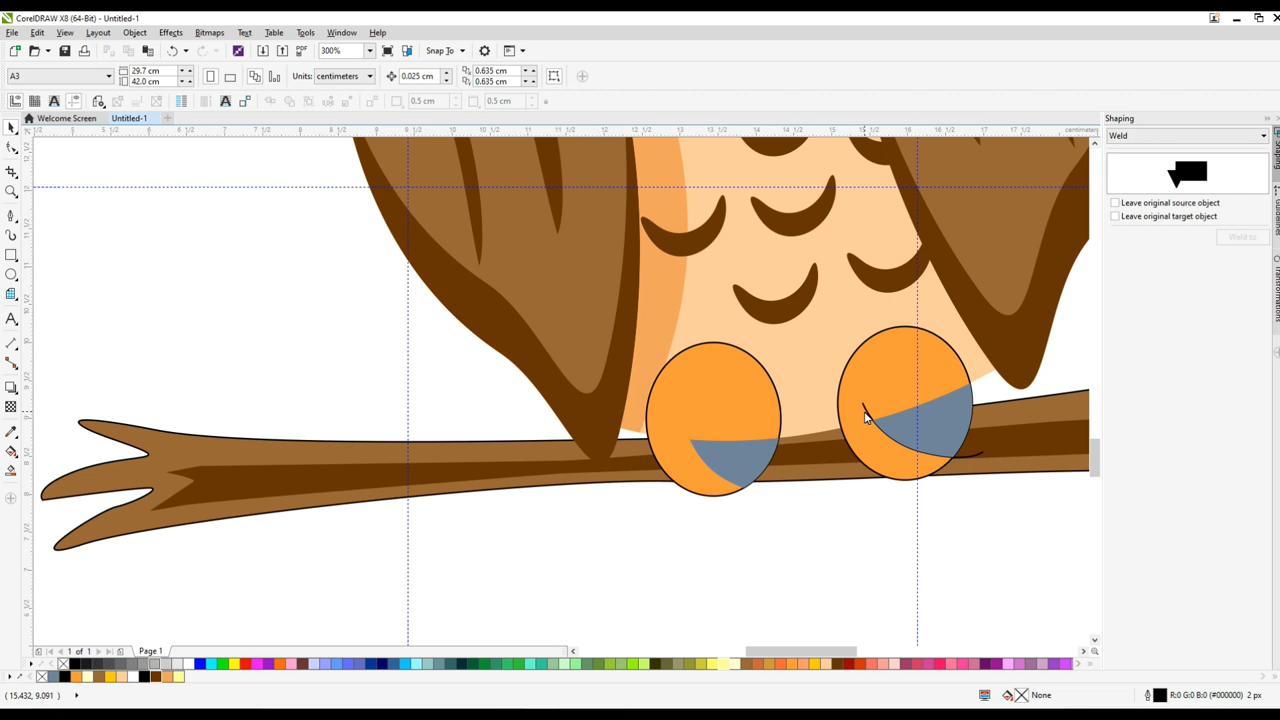 CorelDRAW X8 (64-Bit) - Untitled-1
File Edit View Layout Object Effects Bitmaps Text Table Tools Window Help
PDF 300% Snap To
A3 29.7 cm 42.0 cm Units: centimeters 0.025 cm 0.635 cm 0.635 cm
0.5 cm 0.5 cm
Welcome Screen Untitled-1
centimeters
Shaping
Weld
Leave original source object
Leave original target object
Weld to
Shaping
Guidelines
Transformations
1 of 1 Page 1
( 15.432, 9.091 ) None R:0 G:0 B:0 (#000000) 2 px